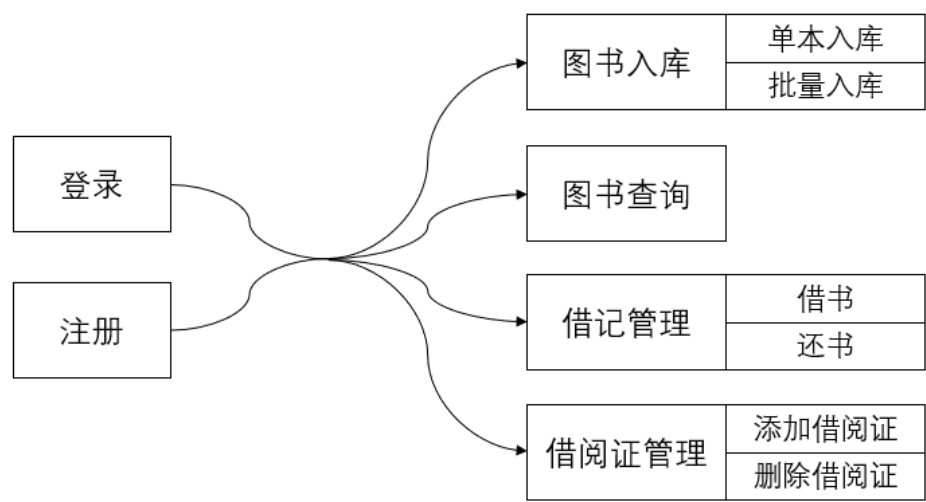 登录
注册
图书入库
单本入库
批量入库
图书查询
借记管理
借书
还书
借阅证管理
添加借阅证
删除借阅证